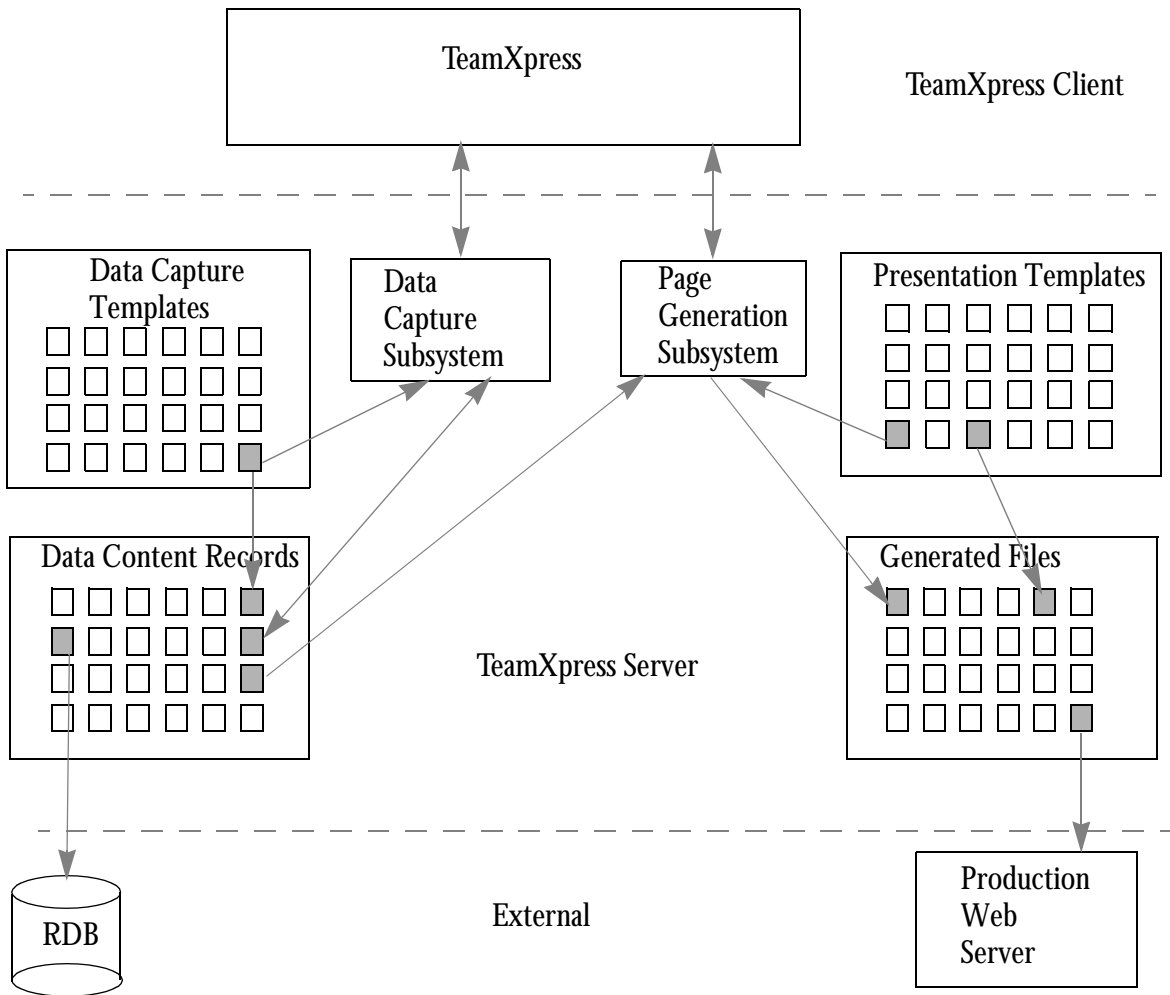 TeamXpress
TeamXpress Client
Data Capture
Templates
Data
Capture
Subsystem
Page
Generation
Subsystem
Presentation Templates
Data Content Records
Generated Files
TeamXpress Server
RDB
External
Production
Web
Server